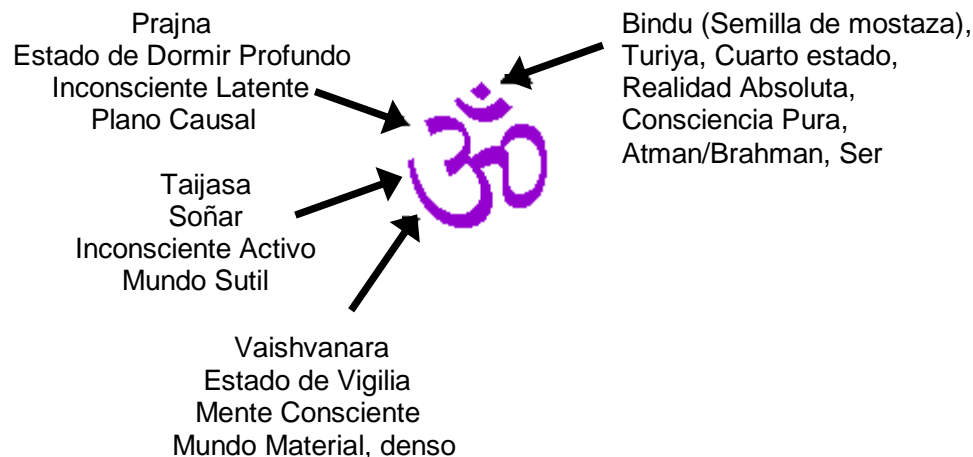 Prajna
Estado de Dormir Profundo
Inconsciente Latente
Plano Causal
Bindu (Semilla de mostaza),
Turiya, Cuarto estado,
Realidad Absoluta,
Consciencia Pura,
Atman/Brahman, Ser
ॐ
Taijasa
Soñar
Inconsciente Activo
Mundo Sutil
Vaishvanara
Estado de Vigilia
Mente Consciente
Mundo Material, denso